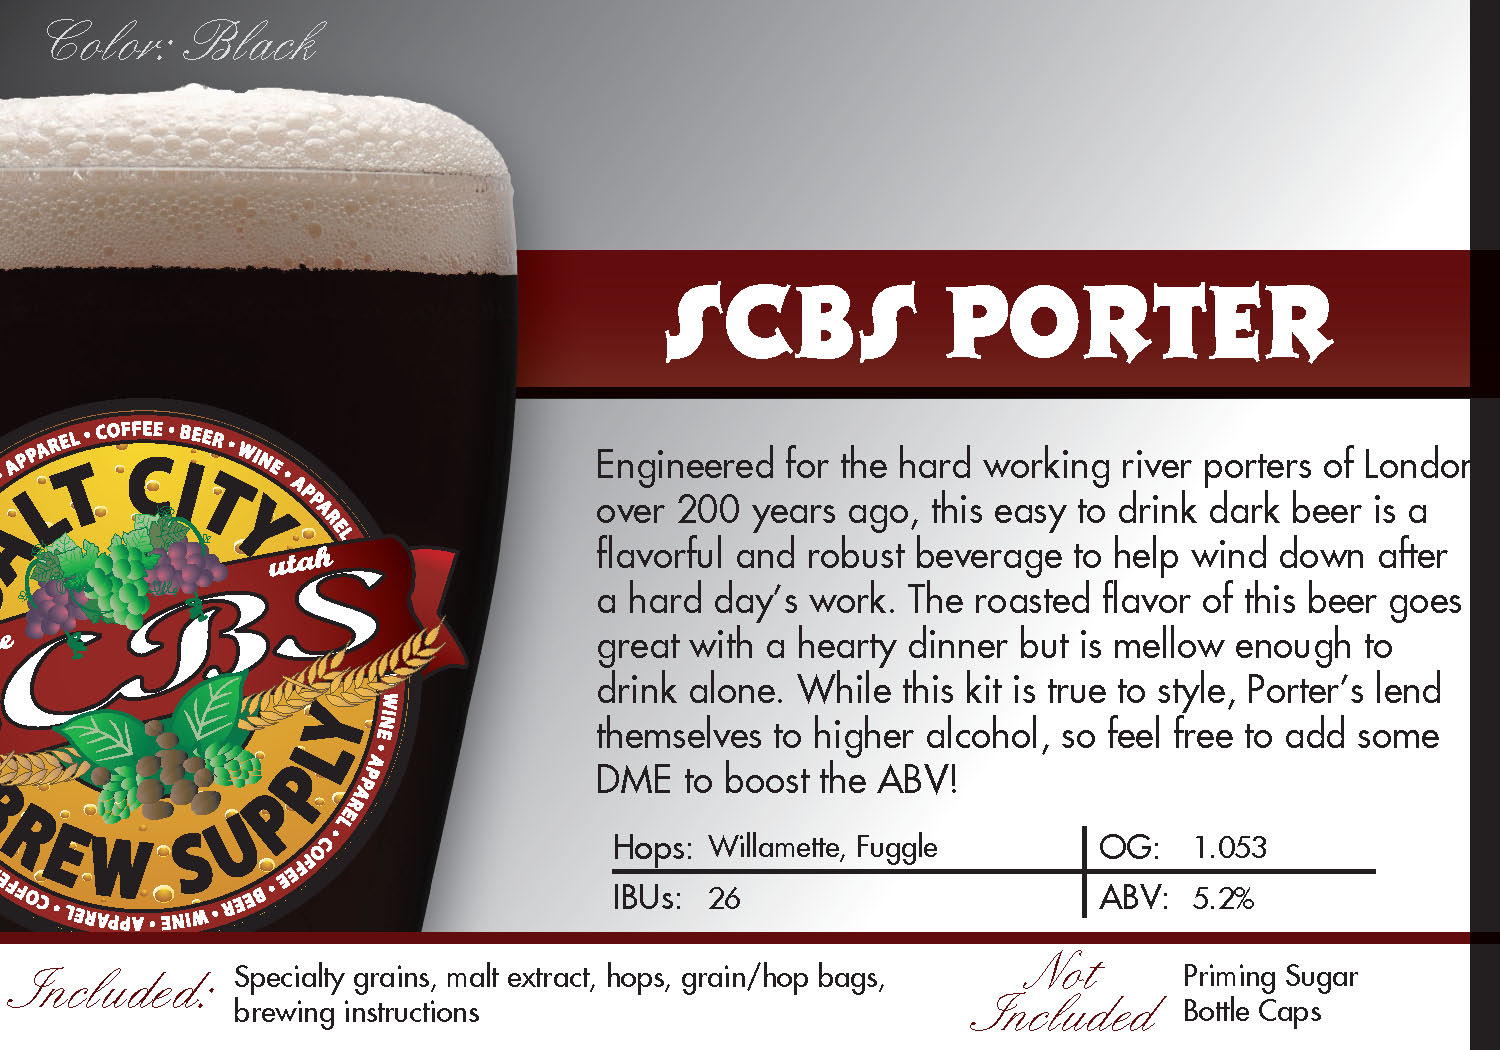 Color: Black
SCBS PORTER
Engineered for the hard working river porters of London
over 200 years ago, this easy to drink dark beer is a
flavorful and robust beverage to help wind down after
a hard day's work. The roasted flavor of this beer goes
great with a hearty dinner but is mellow enough to
drink alone. While this kit is true to style, Porter's lend
themselves to higher alcohol, so feel free to add some
DME to boost the ABV!
Hops: Willamette, Fuggle
OG: 1.053
IBUs: 26
ABV: 5.2%
APPAREL • COFFEE • BEER • WINE • APPAREL
ALT CITY
utah
CBS
BREW SUPPLY
WINE • APPAREL • COFFEE • BEER • WINE • APPAREL • COFFE
Included: Specialty grains, malt extract, hops, grain/hop bags,
brewing instructions
Not Included
Priming Sugar
Bottle Caps